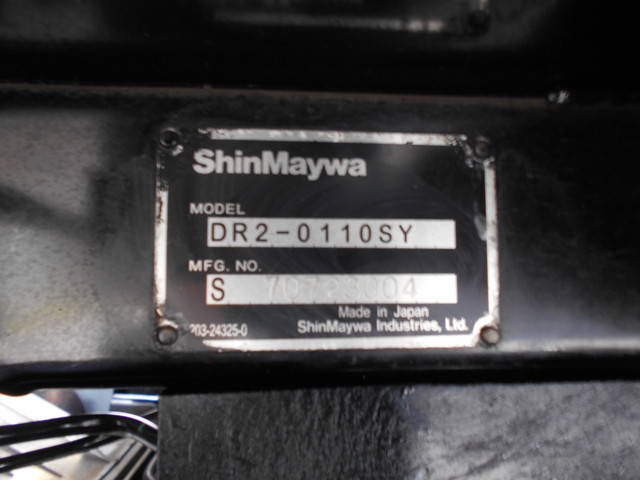 ShinMaywa
MODEL
DR2-0110SY
MFG. NO.
S
Made in Japan
203-24325-0
ShinMaywa Industries, Ltd.